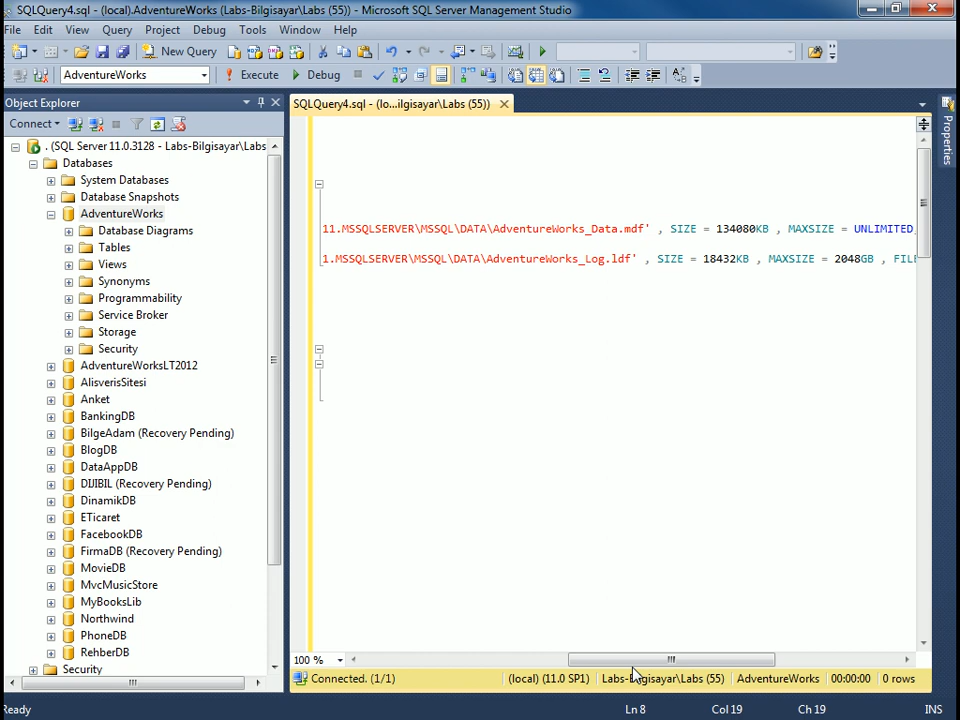 SQLQuery4.sql - (local).AdventureWorks (Labs-Bilgisayar\Labs (55)) - Microsoft SQL Server Management Studio
File Edit View Query Project Debug Tools Window Help
New Query
AdventureWorks Execute Debug
Object Explorer
Connect
. (SQL Server 11.0.3128 - Labs-Bilgisayar\Labs
Databases
System Databases
Database Snapshots
AdventureWorks
Database Diagrams
Tables
Views
Synonyms
Programmability
Service Broker
Storage
Security
AdventureWorksLT2012
AlisverisSitesi
Anket
BankingDB
BilgeAdam (Recovery Pending)
BlogDB
DataAppDB
DIJIBIL (Recovery Pending)
DinamikDB
ETicaret
FacebookDB
FirmaDB (Recovery Pending)
MovieDB
MvcMusicStore
MyBooksLib
Northwind
PhoneDB
RehberDB
Security
SQLQuery4.sql - (lo...ilgisayar\Labs (55))
11.MSSQLSERVER\MSSQL\DATA\AdventureWorks_Data.mdf' , SIZE = 134080KB , MAXSIZE = UNLIMITED,
1.MSSQLSERVER\MSSQL\DATA\AdventureWorks_Log.ldf' , SIZE = 18432KB , MAXSIZE = 2048GB , FILE
100 %
Connected. (1/1) (local) (11.0 SP1) Labs-Bilgisayar\Labs (55) AdventureWorks 00:00:00 0 rows
Properties
Ready Ln 8 Col 19 Ch 19 INS